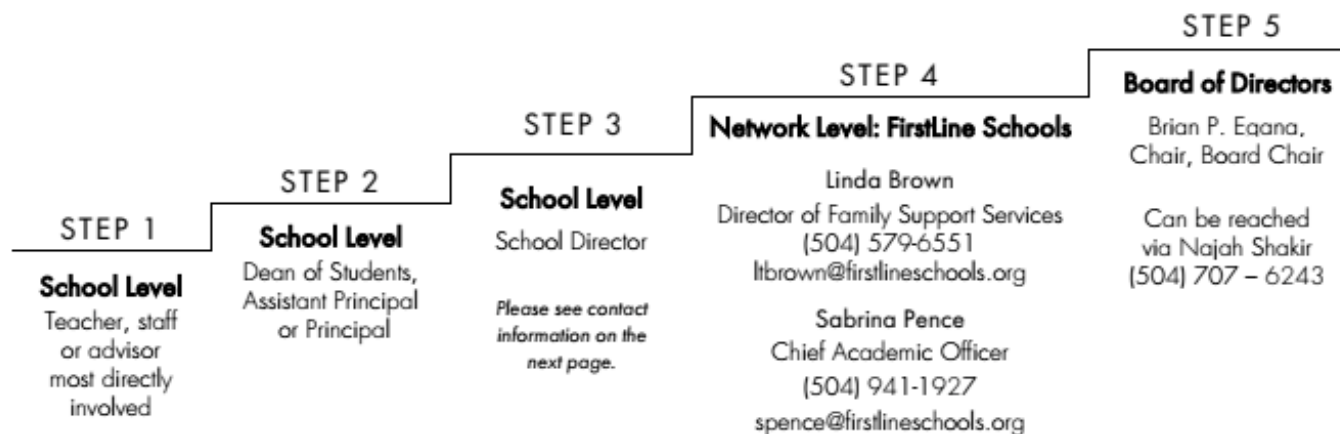 STEP 1
School Level
Teacher, staff
or advisor
most directly
involved
STEP 2
School Level
Dean of Students,
Assistant Principal
or Principal
STEP 3
School Level
School Director
Please see contact
information on the
next page.
STEP 4
Network Level: FirstLine Schools
Linda Brown
Director of Family Support Services
(504) 579-6551
ltbrown@firstlineschools.org
Sabrina Pence
Chief Academic Officer
(504) 941-1927
spence@firstlineschools.org
STEP 5
Board of Directors
Brian P. Egana,
Chair, Board Chair
Can be reached
via Najah Shakir
(504) 707 – 6243